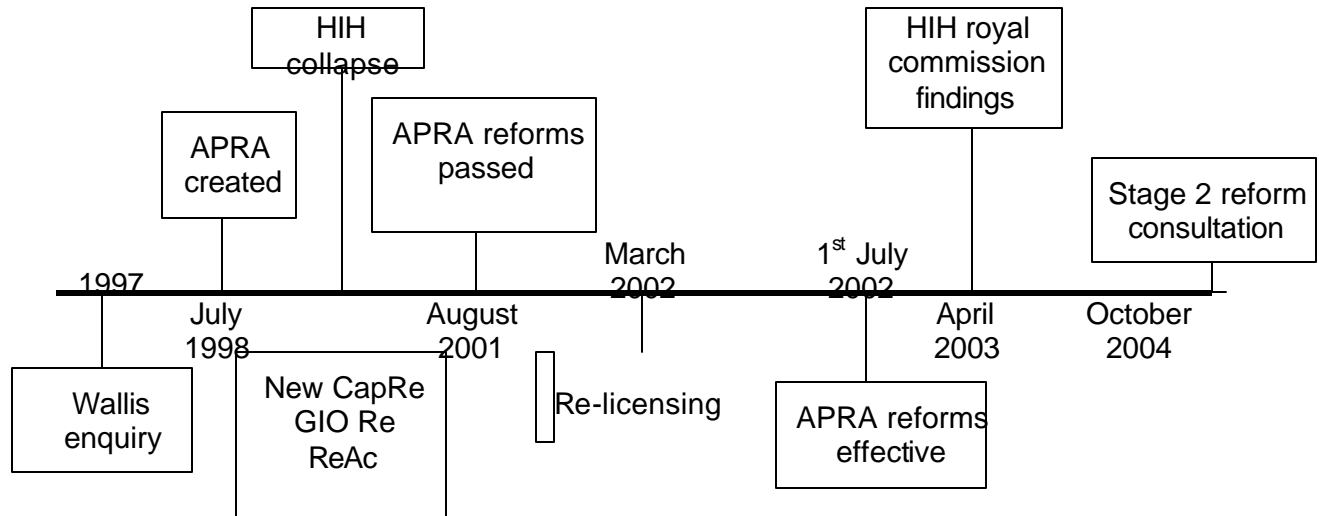 HIH
collapse
HIH royal
commission
findings
APRA
created
APRA reforms
passed
Stage 2 reform
consultation
1997
March
2002
1st July
2002
July
1998
August
2001
April
2003
October
2004
Wallis
enquiry
New CapRe
GIO Re
ReAc
Re-licensing
APRA reforms
effective